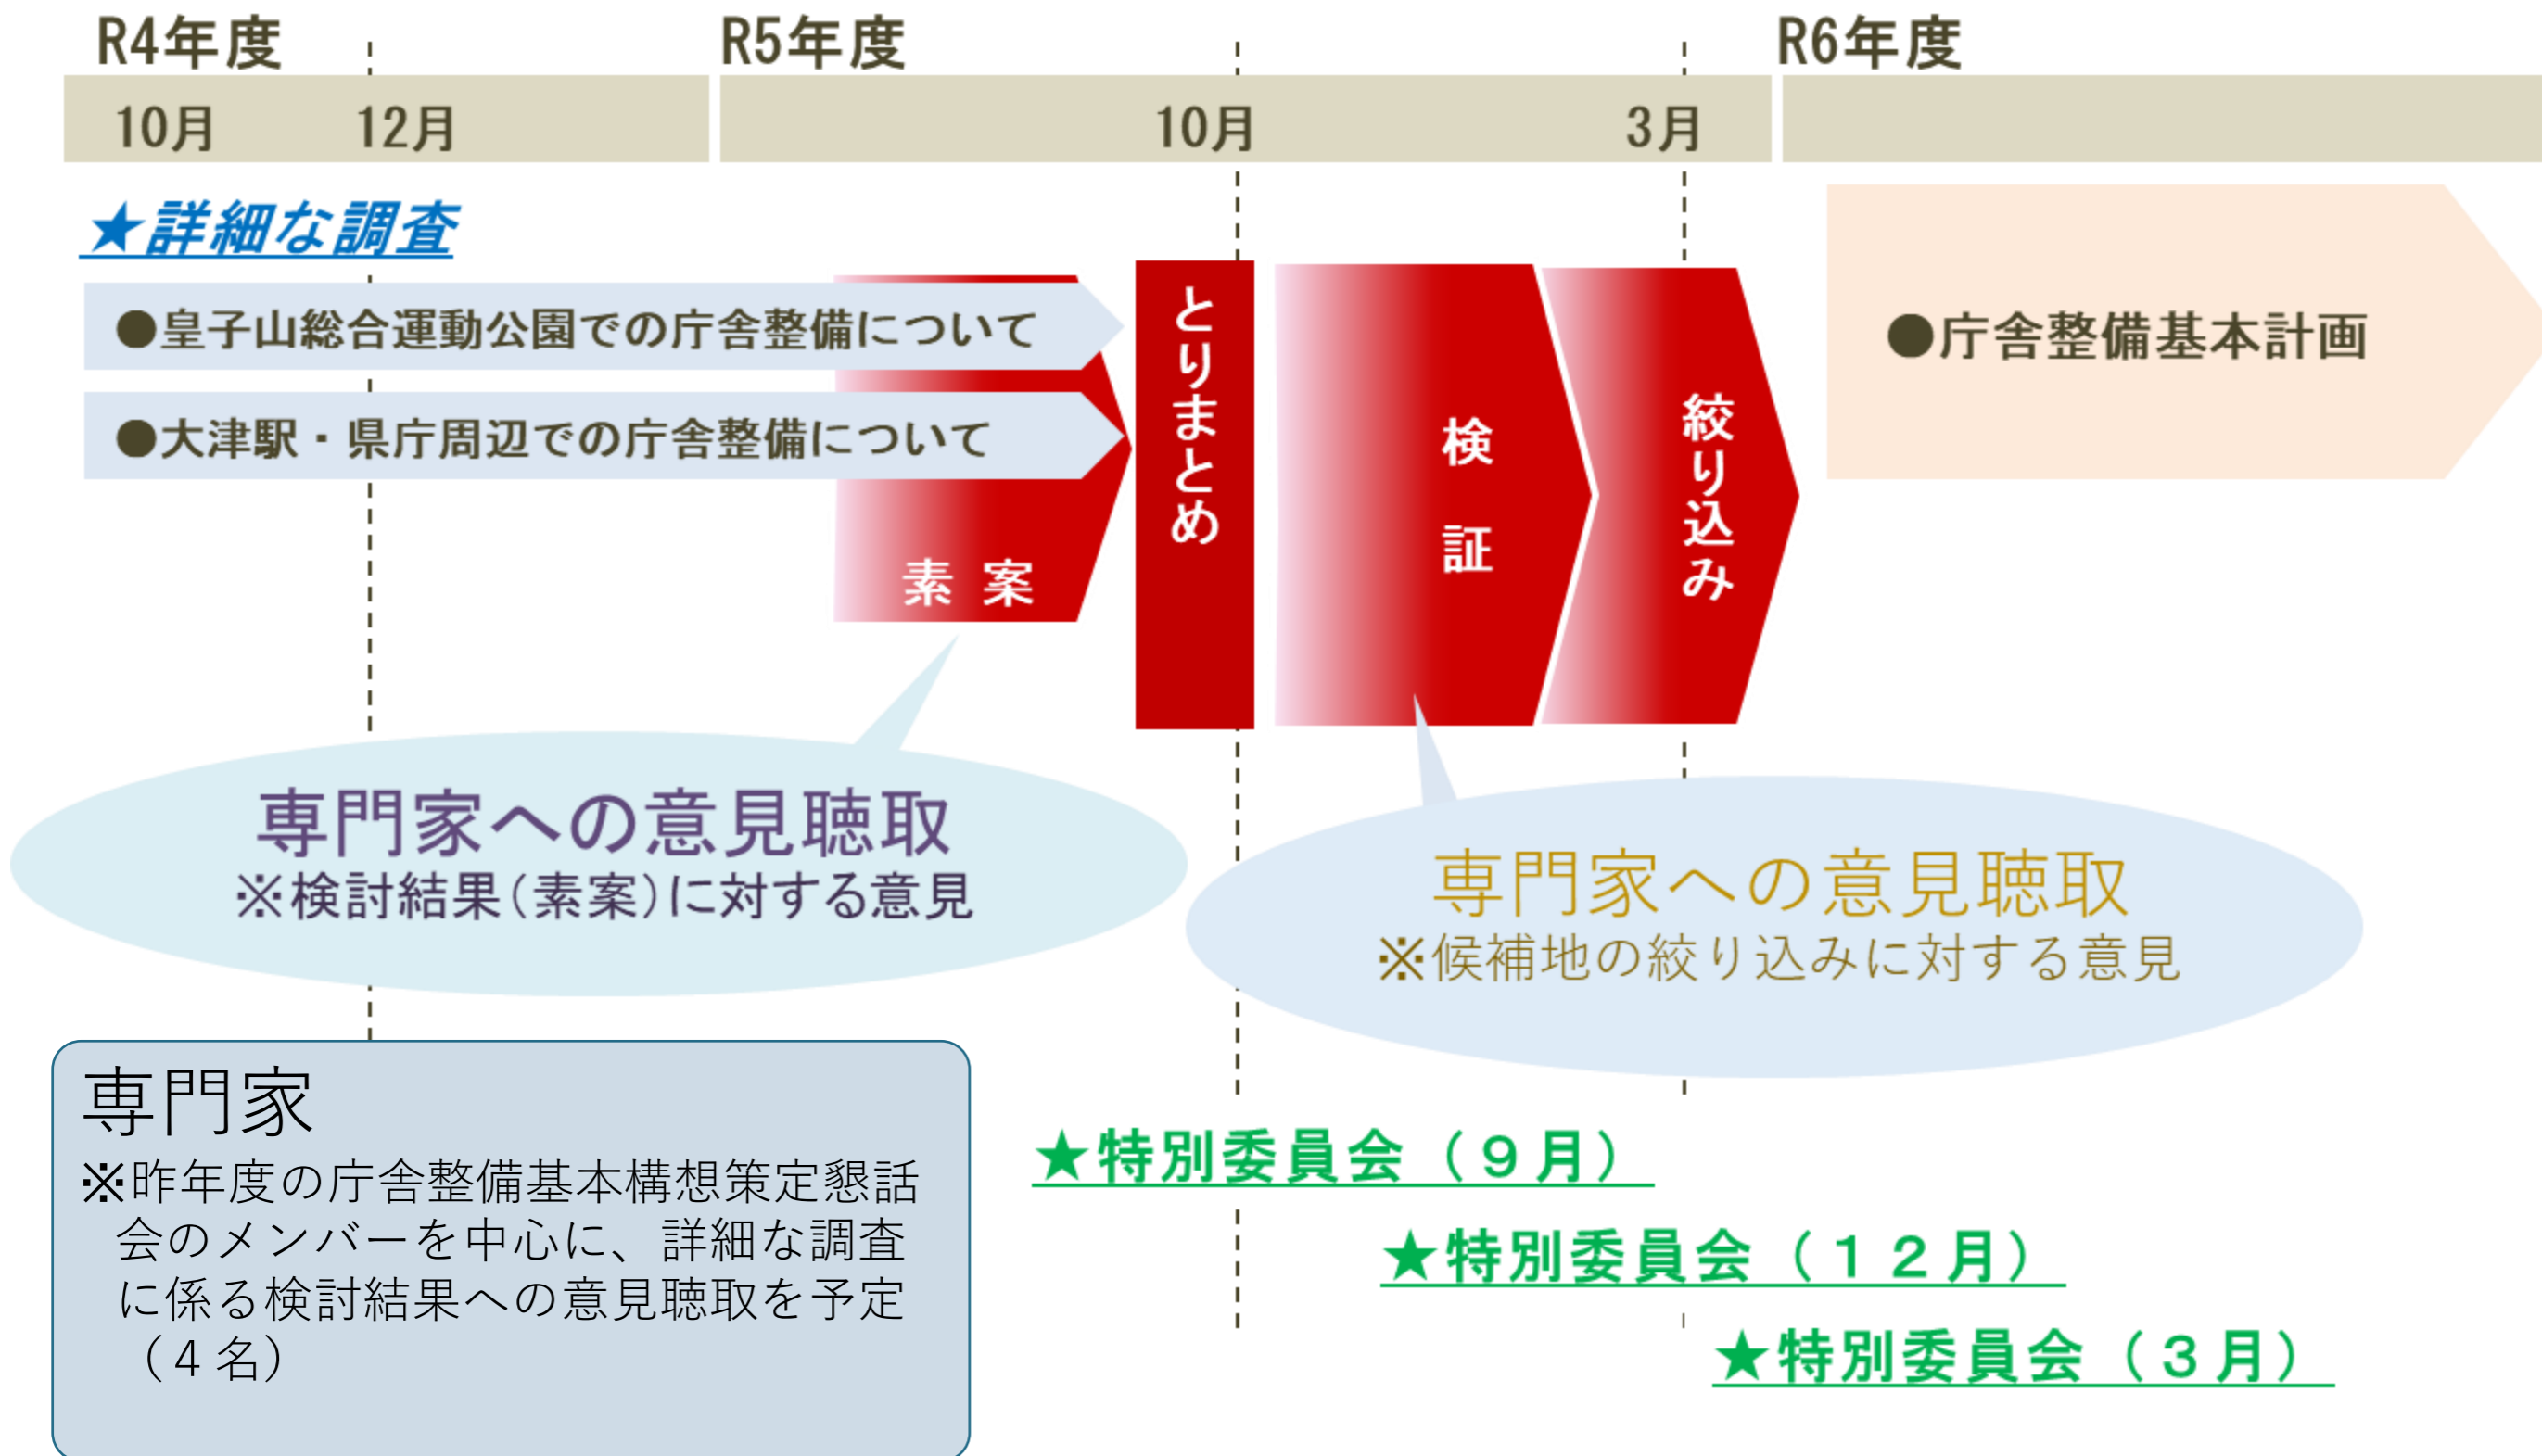 R4年度
R5年度
R6年度
10月
12月
10月
3月
★詳細な調査
●皇子山総合運動公園での庁舎整備について
●大津駅・県庁周辺での庁舎整備について
素案
とりまとめ
検証
絞り込み
●庁舎整備基本計画
専門家への意見聴取
※検討結果(素案)に対する意見
専門家への意見聴取
※候補地の絞り込みに対する意見
専門家
※昨年度の庁舎整備基本構想策定懇話
会のメンバーを中心に、詳細な調査
に係る検討結果への意見聴取を予定
（４名）
★特別委員会（９月）
★特別委員会（１２月）
★特別委員会（３月）